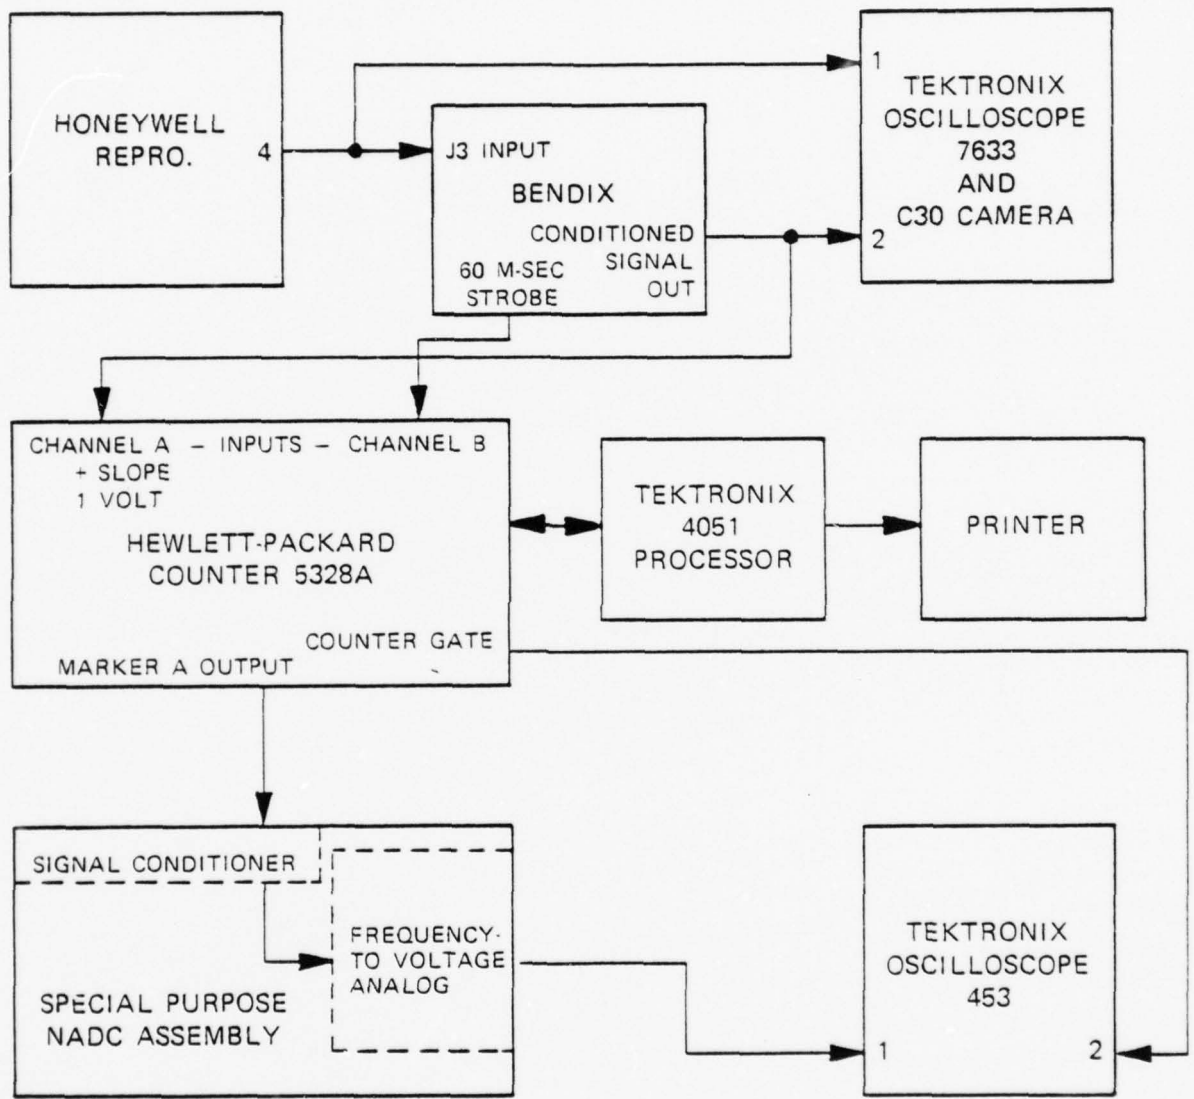 HONEYWELL
REPRO.
4
J3 INPUT
BENDIX
CONDITIONED
SIGNAL
OUT
60 M-SEC
STROBE
1
TEKTRONIX
OSCILLOSCOPE
7633
AND
C30 CAMERA
2
CHANNEL A – INPUTS – CHANNEL B
+ SLOPE
1 VOLT
HEWLETT-PACKARD
COUNTER 5328A
COUNTER GATE
MARKER A OUTPUT
TEKTRONIX
4051
PROCESSOR
PRINTER
SIGNAL CONDITIONER
FREQUENCY-
TO VOLTAGE
ANALOG
SPECIAL PURPOSE
NADC ASSEMBLY
TEKTRONIX
OSCILLOSCOPE
453
1
2